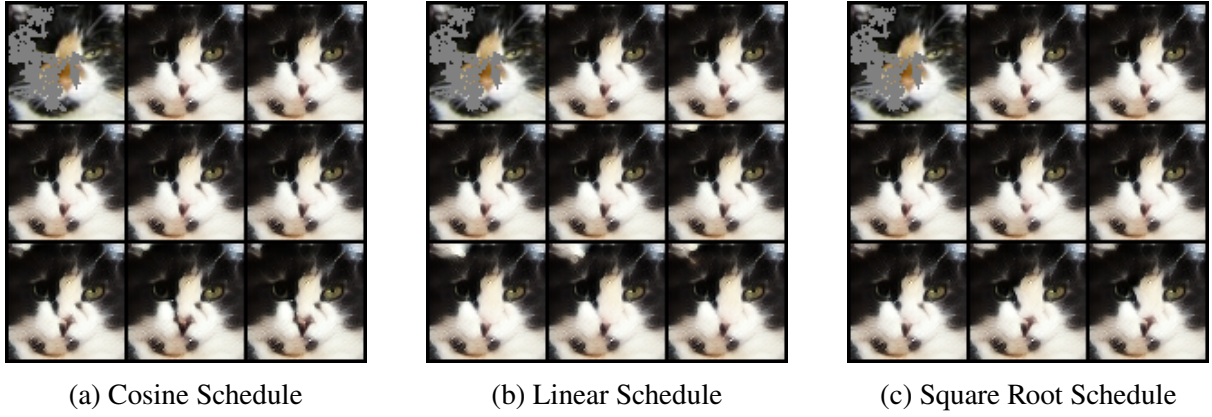 (a) Cosine Schedule
(b) Linear Schedule
(c) Square Root Schedule